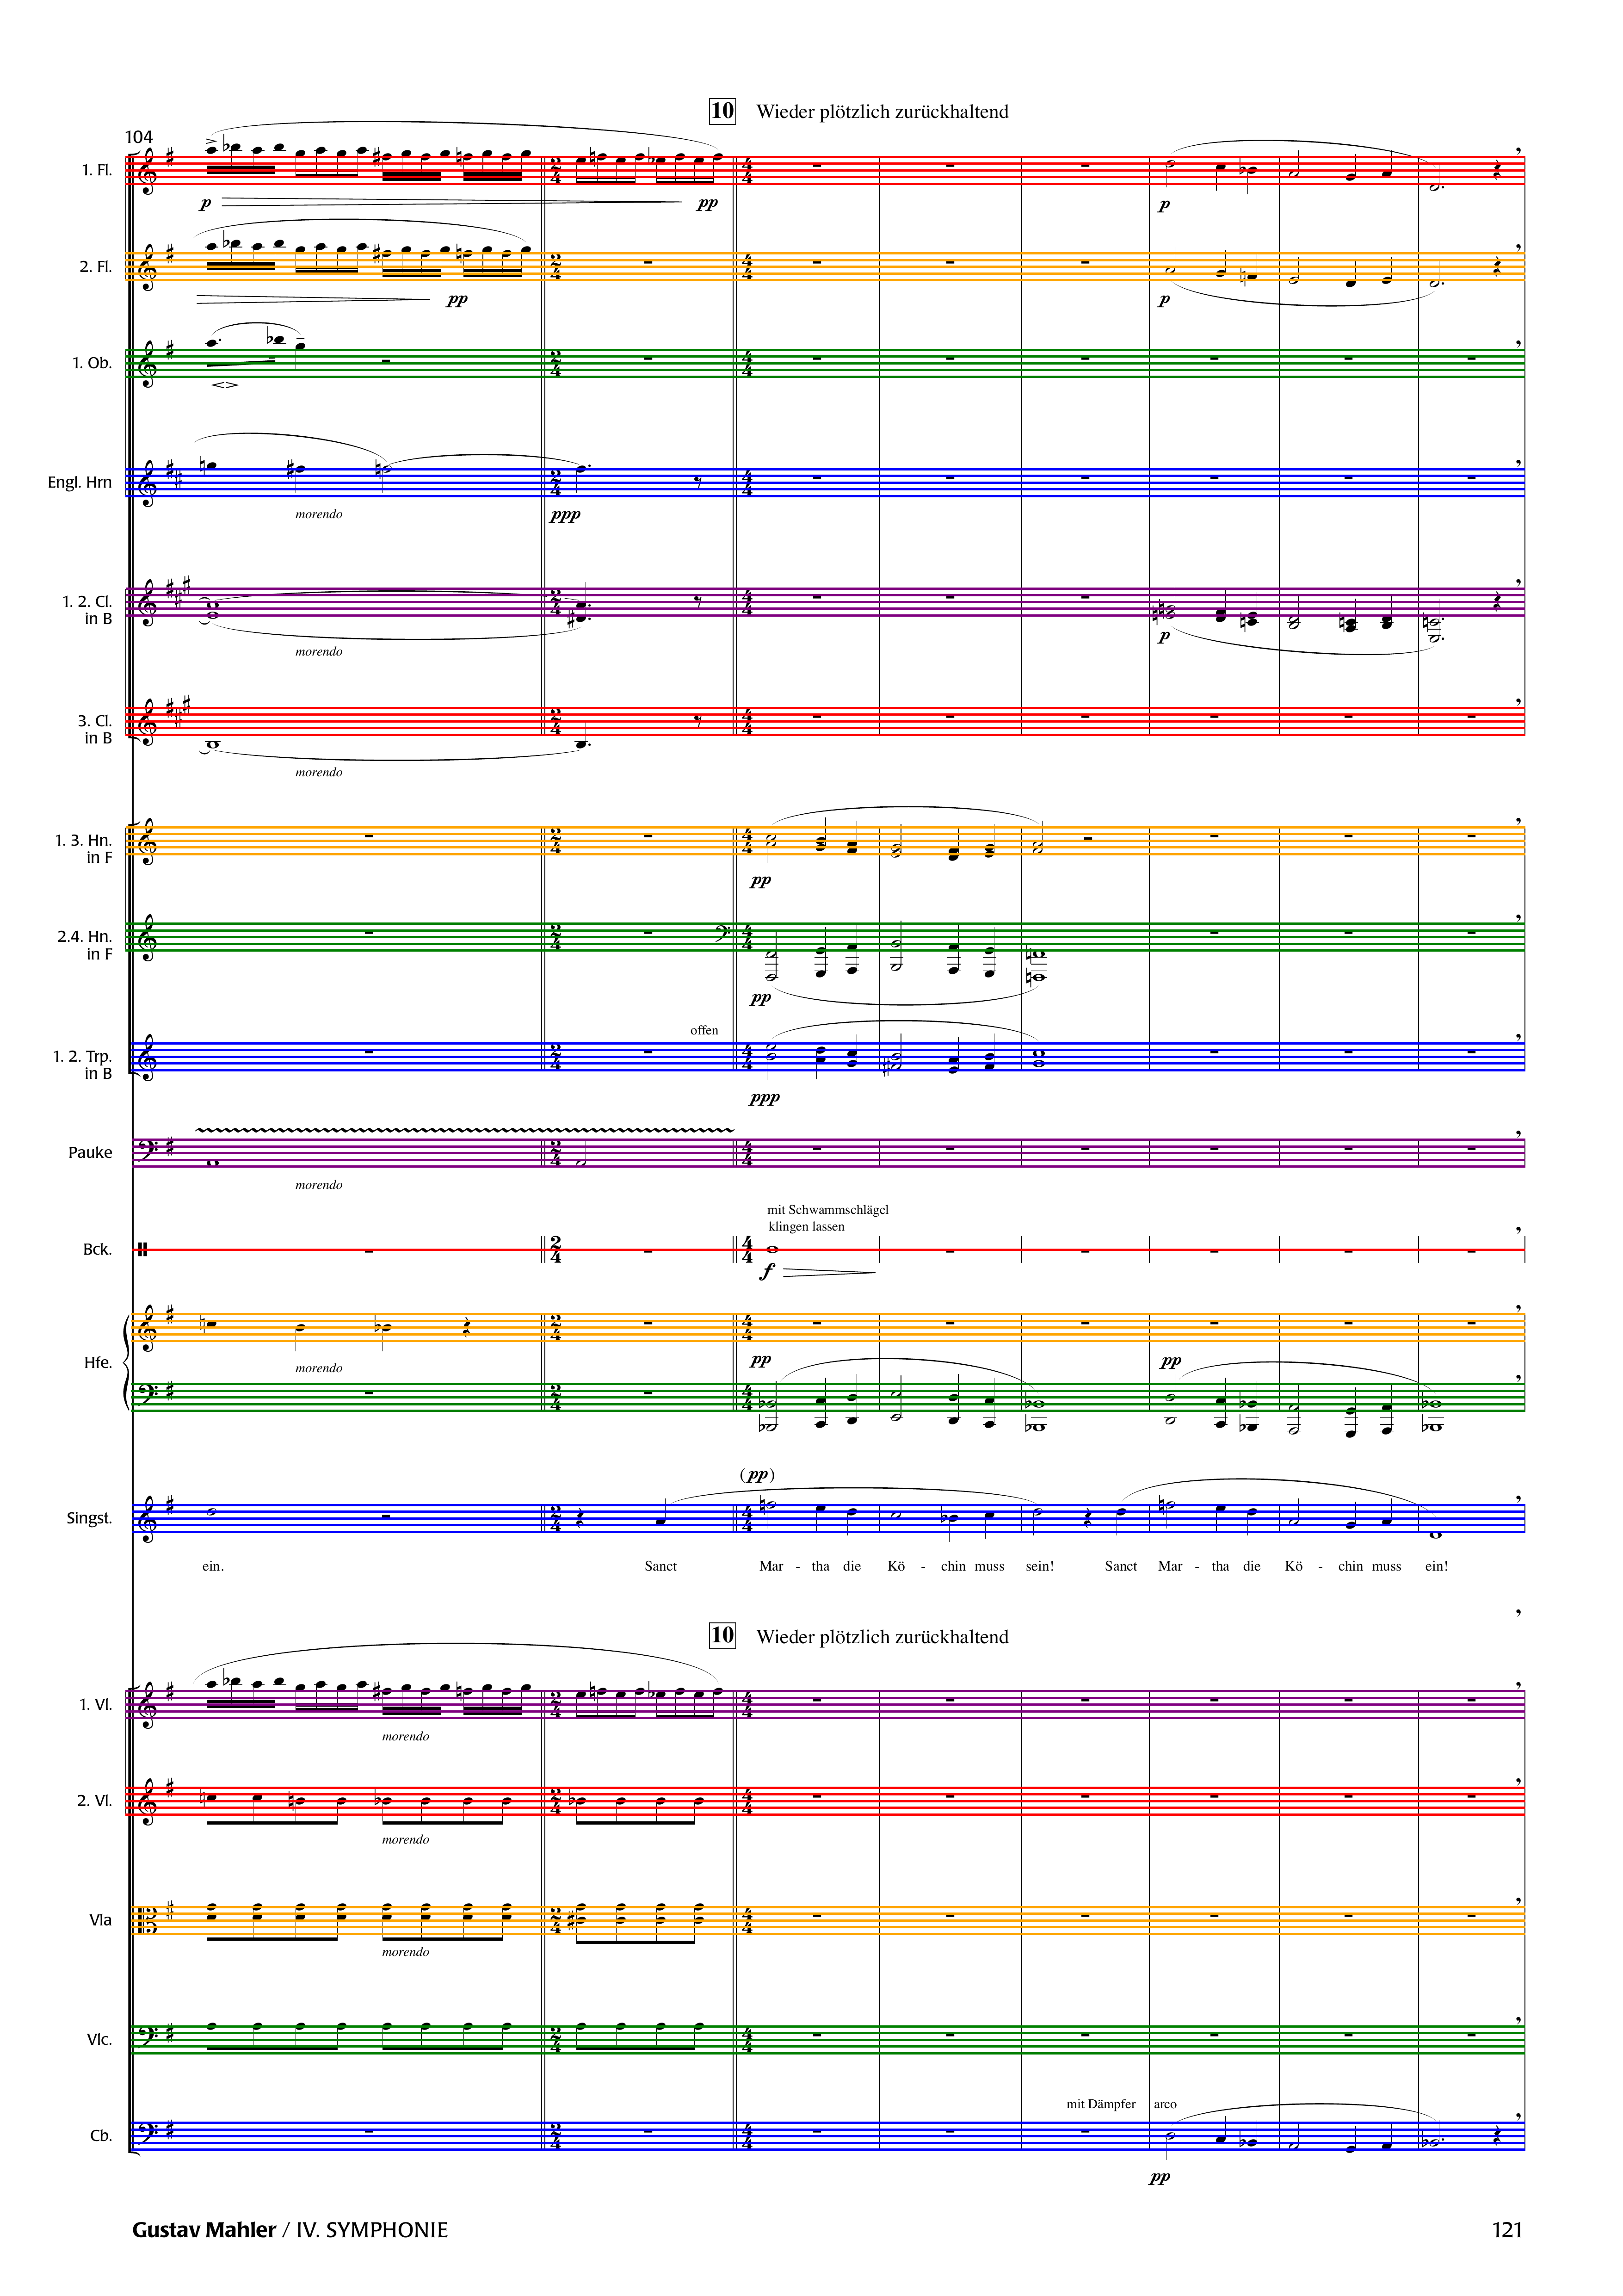 10 Wieder plötzlich zurückhaltend
104
1. Fl.
p pp p
2. Fl.
pp p
1. Ob.
Engl. Hrn
morendo ppp
1. 2. Cl.
in B
p
morendo
3. Cl.
in B
morendo
1. 3. Hn.
in F
pp
2.4. Hn.
in F
pp
offen
1. 2. Trp.
in B
ppp
Pauke
morendo
mit Schwammschlägel
klingen lassen
Bck.
f
Hfe.
morendo pp pp
(pp)
Singst.
ein. Sanct Mar - tha die Kö - chin muss sein! Sanct Mar - tha die Kö - chin muss ein!
10 Wieder plötzlich zurückhaltend
1. Vl.
morendo
2. Vl.
morendo
Vla
morendo
Vlc.
mit Dämpfer arco
Cb.
pp
Gustav Mahler / IV. SYMPHONIE 121